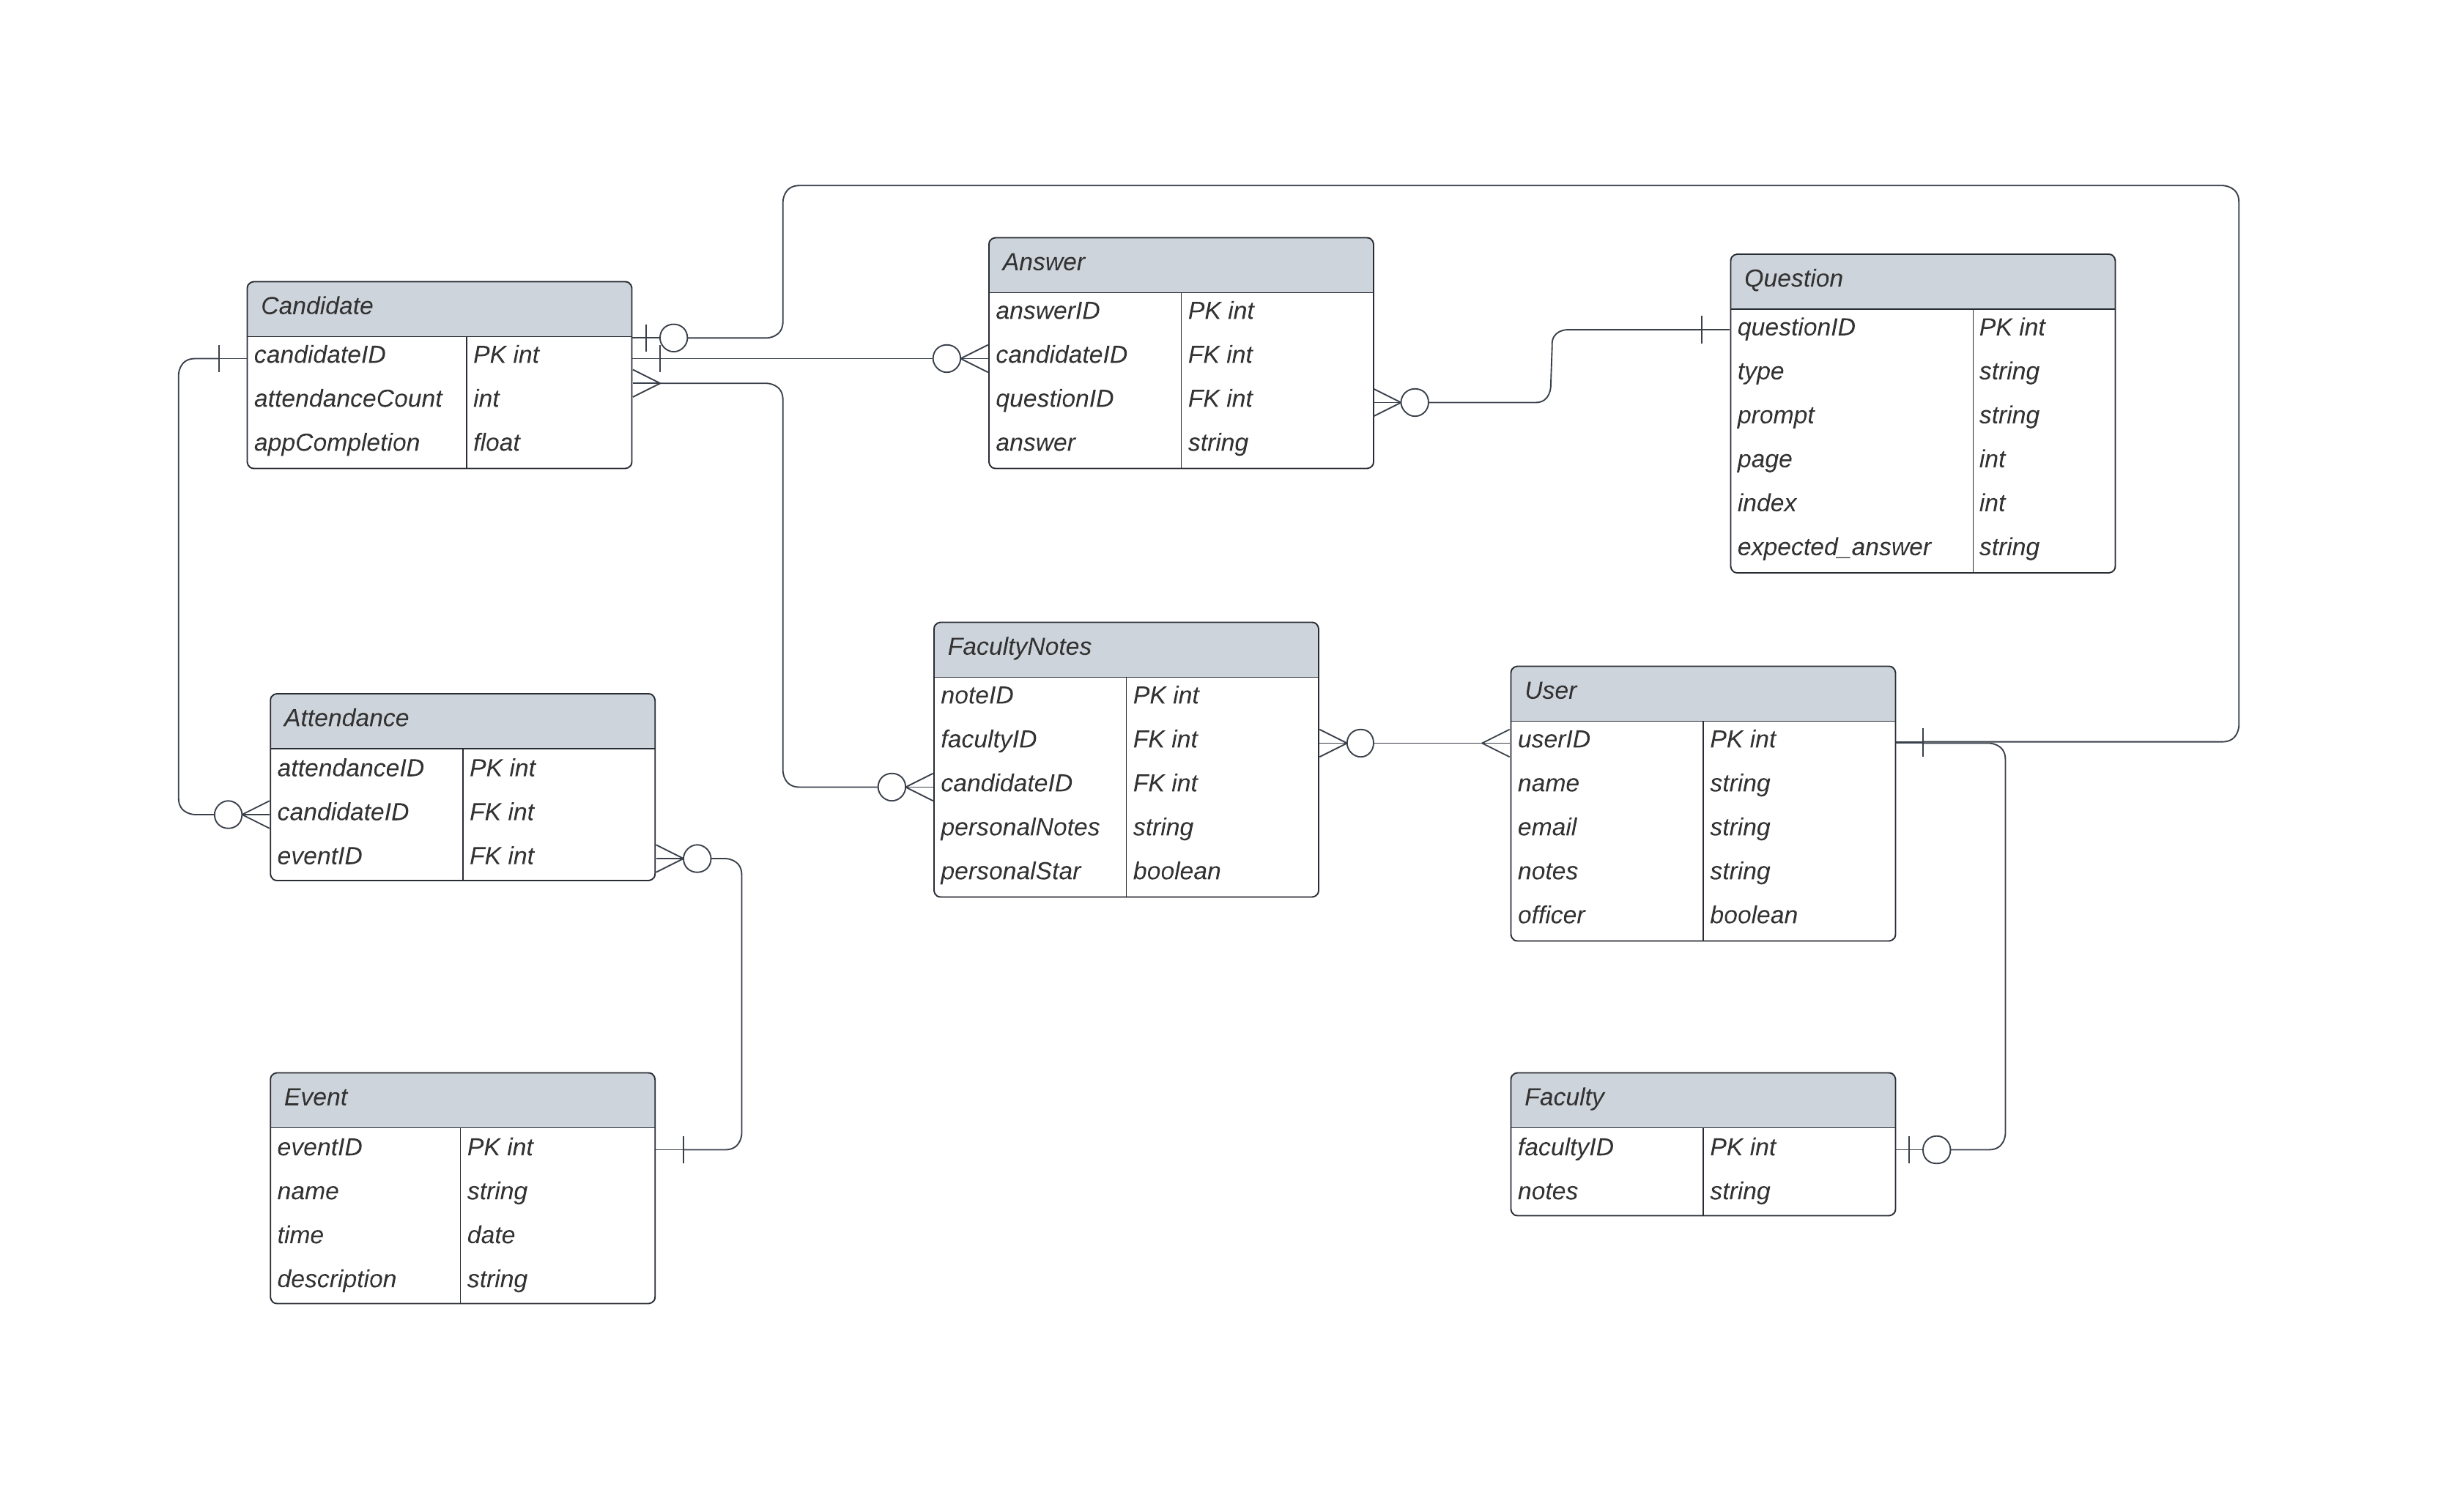 Candidate
candidateID PK int
attendanceCount int
appCompletion float
Answer
answerID PK int
candidateID FK int
questionID FK int
answer string
Question
questionID PK int
type string
prompt string
page int
index int
expected_answer string
Attendance
attendanceID PK int
candidateID FK int
eventID FK int
FacultyNotes
noteID PK int
facultyID FK int
candidateID FK int
personalNotes string
personalStar boolean
User
userID PK int
name string
email string
notes string
officer boolean
Event
eventID PK int
name string
time date
description string
Faculty
facultyID PK int
notes string